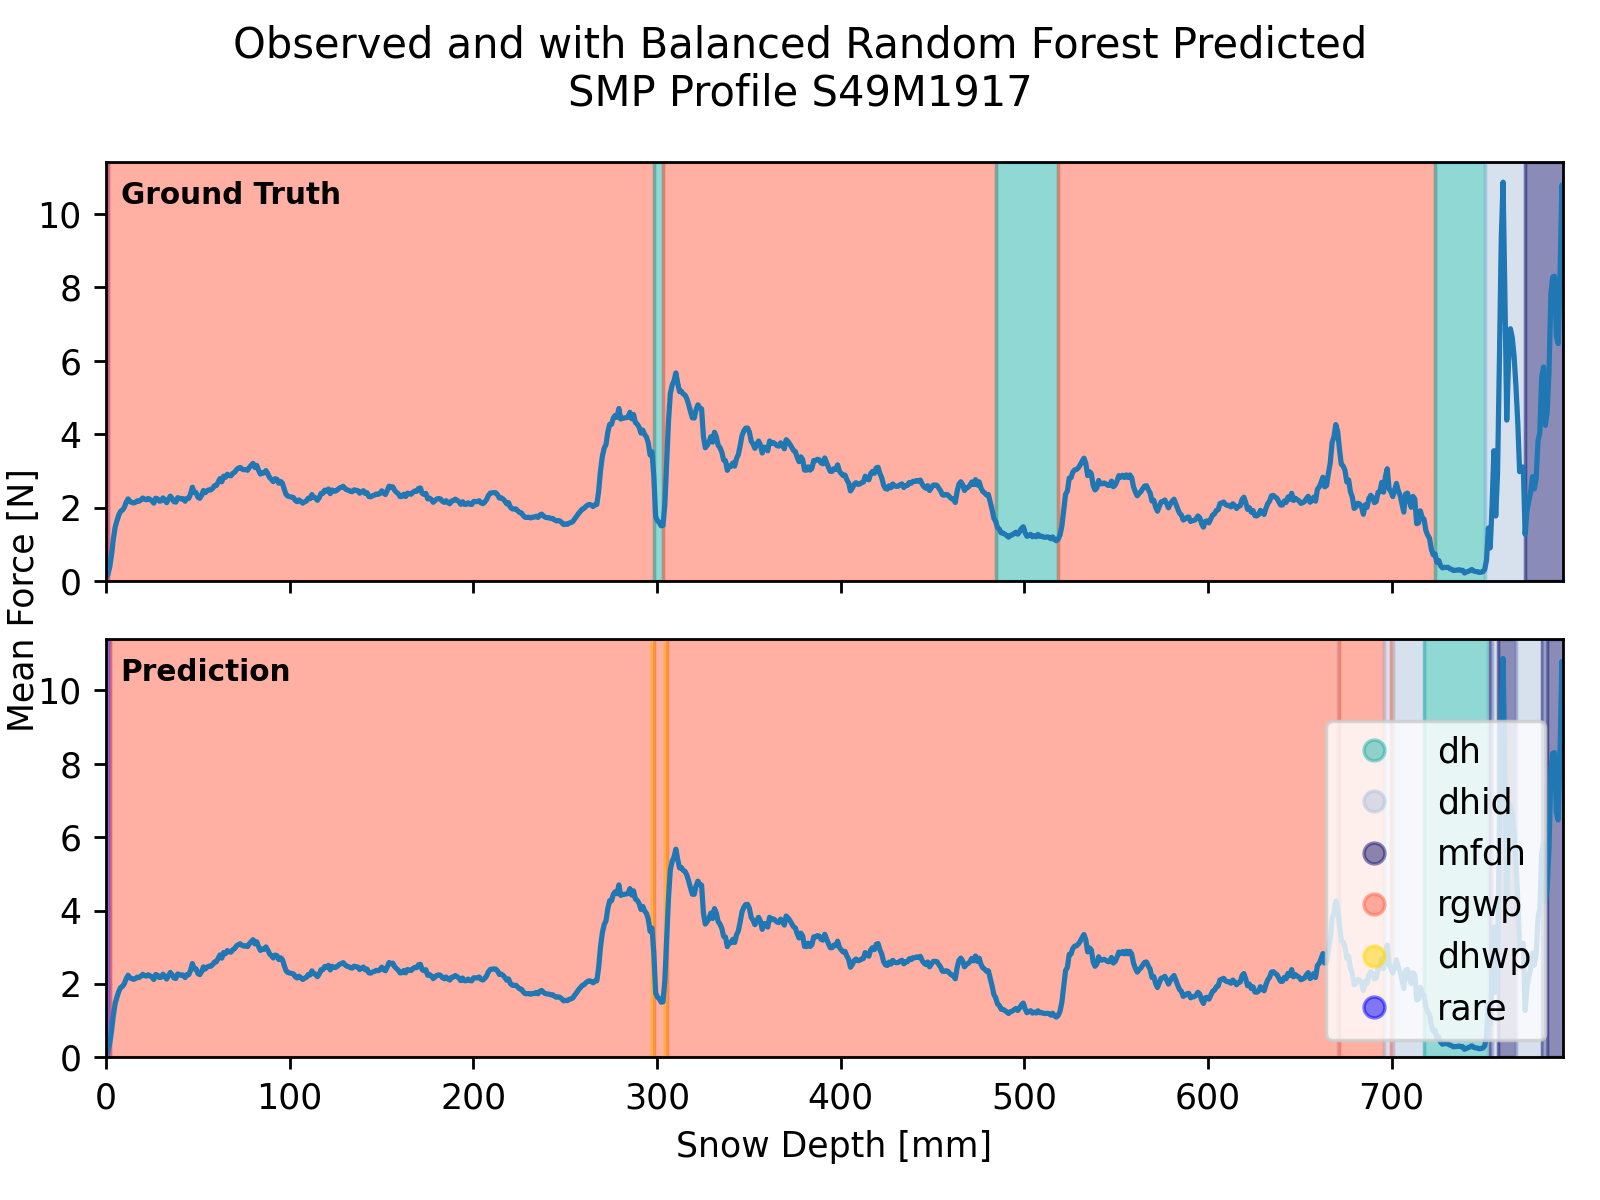 Observed and with Balanced Random Forest Predicted
SMP Profile S49M1917
Ground Truth
10
8
6
4
2
0
Mean Force [N]
Prediction
10
8
6
4
2
0
dh
dhid
mfdh
rgwp
dhwp
rare
0 100 200 300 400 500 600 700
Snow Depth [mm]